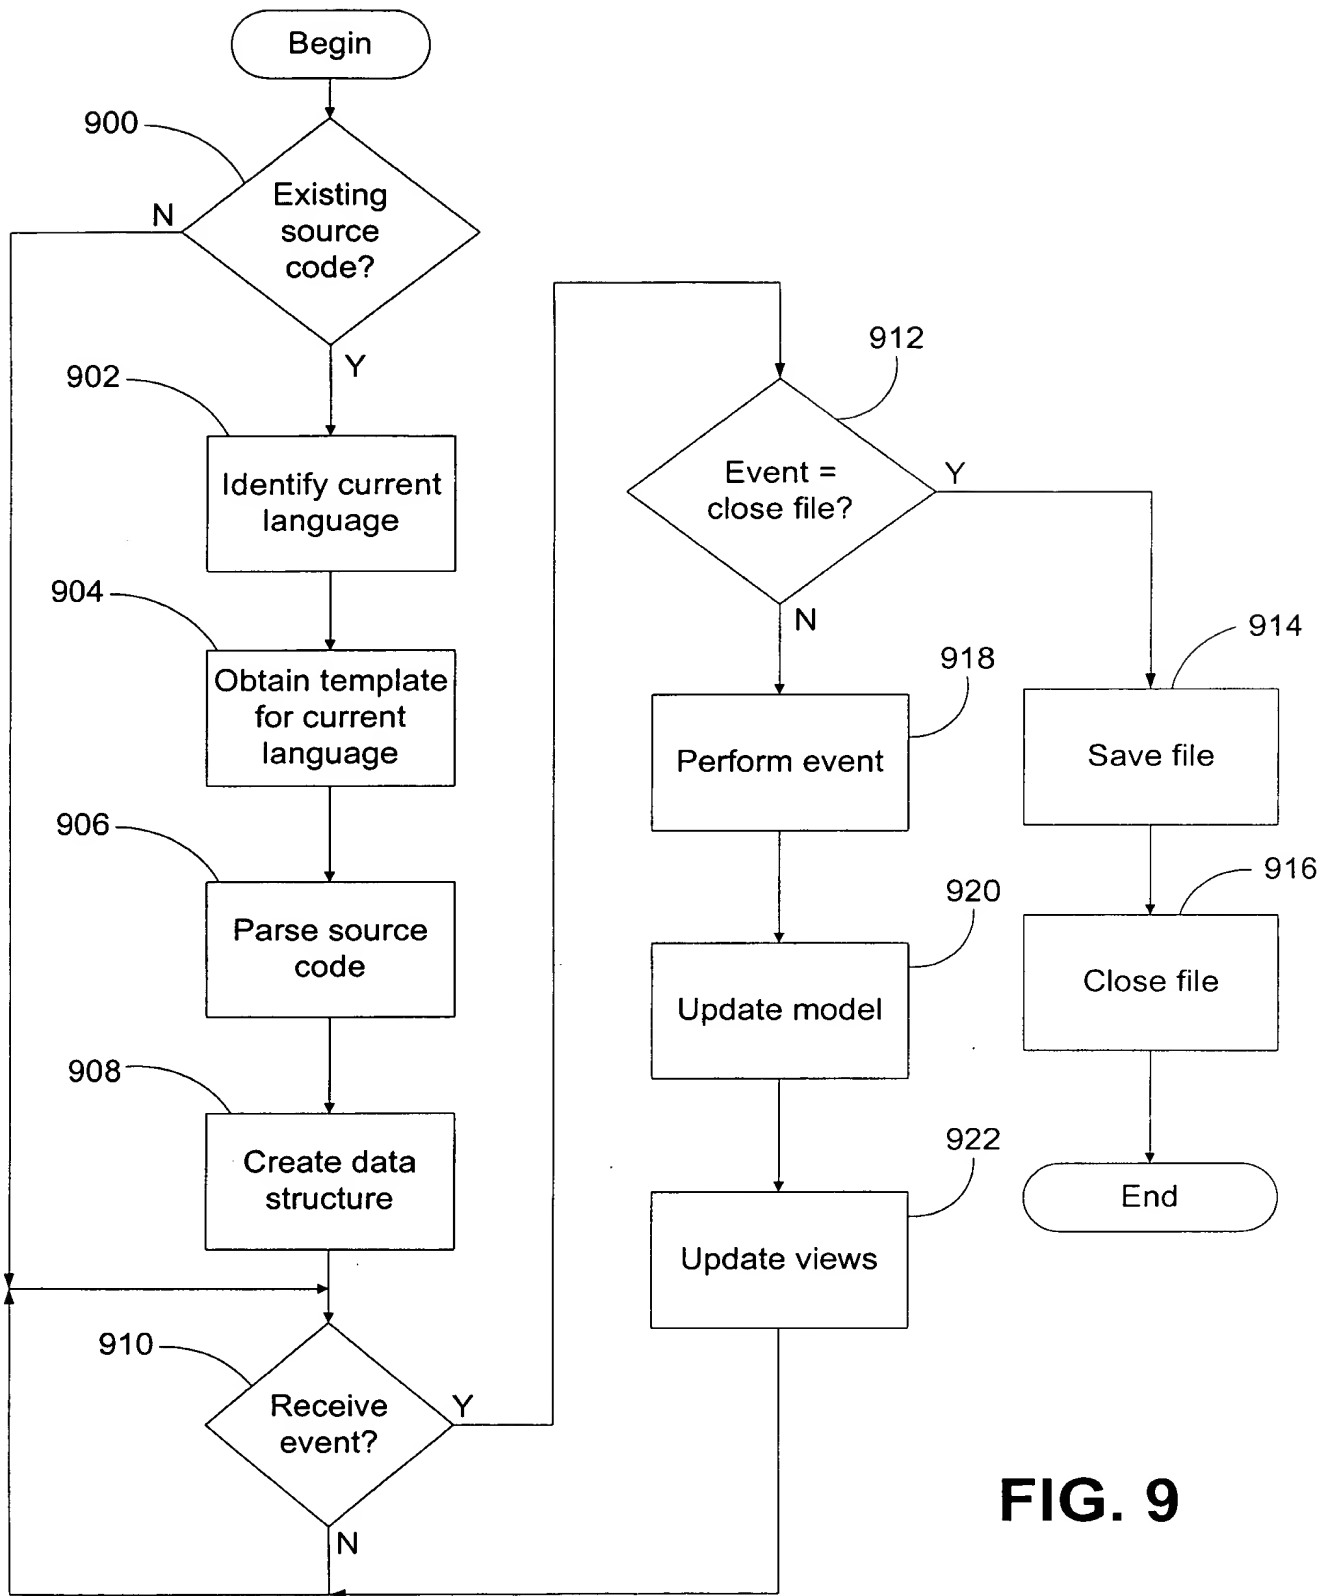 Begin
900
Existing
source
code?
N
Y
902
Identify current
language
904
Obtain template
for current
language
906
Parse source
code
908
Create data
structure
910
Receive
event?
Y
N
912
Event =
close file?
Y
N
914
Save file
916
Close file
End
918
Perform event
920
Update model
922
Update views
FIG. 9